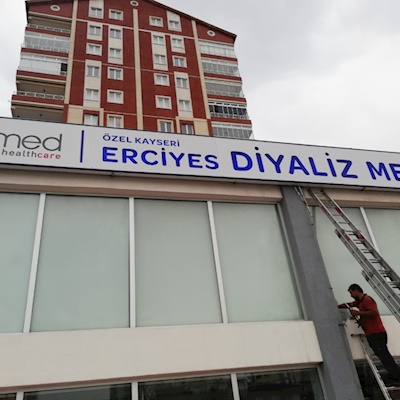 med
healthcare
ÖZEL KAYSERİ
ERCİYES DİYALİZ ME